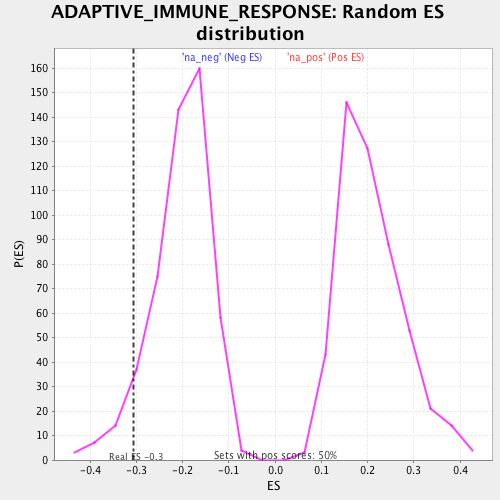 ADAPTIVE_IMMUNE_RESPONSE: Random ES
distribution
'na_neg' (Neg ES) 'na_pos' (Pos ES)
160
150
140
130
120
110
100
90
80
70
60
50
40
30
20
10
0
P(ES)
Real ES -0.3
Sets with pos scores: 50%
-0.4 -0.3 -0.2 -0.1 0.0 0.1 0.2 0.3 0.4
ES